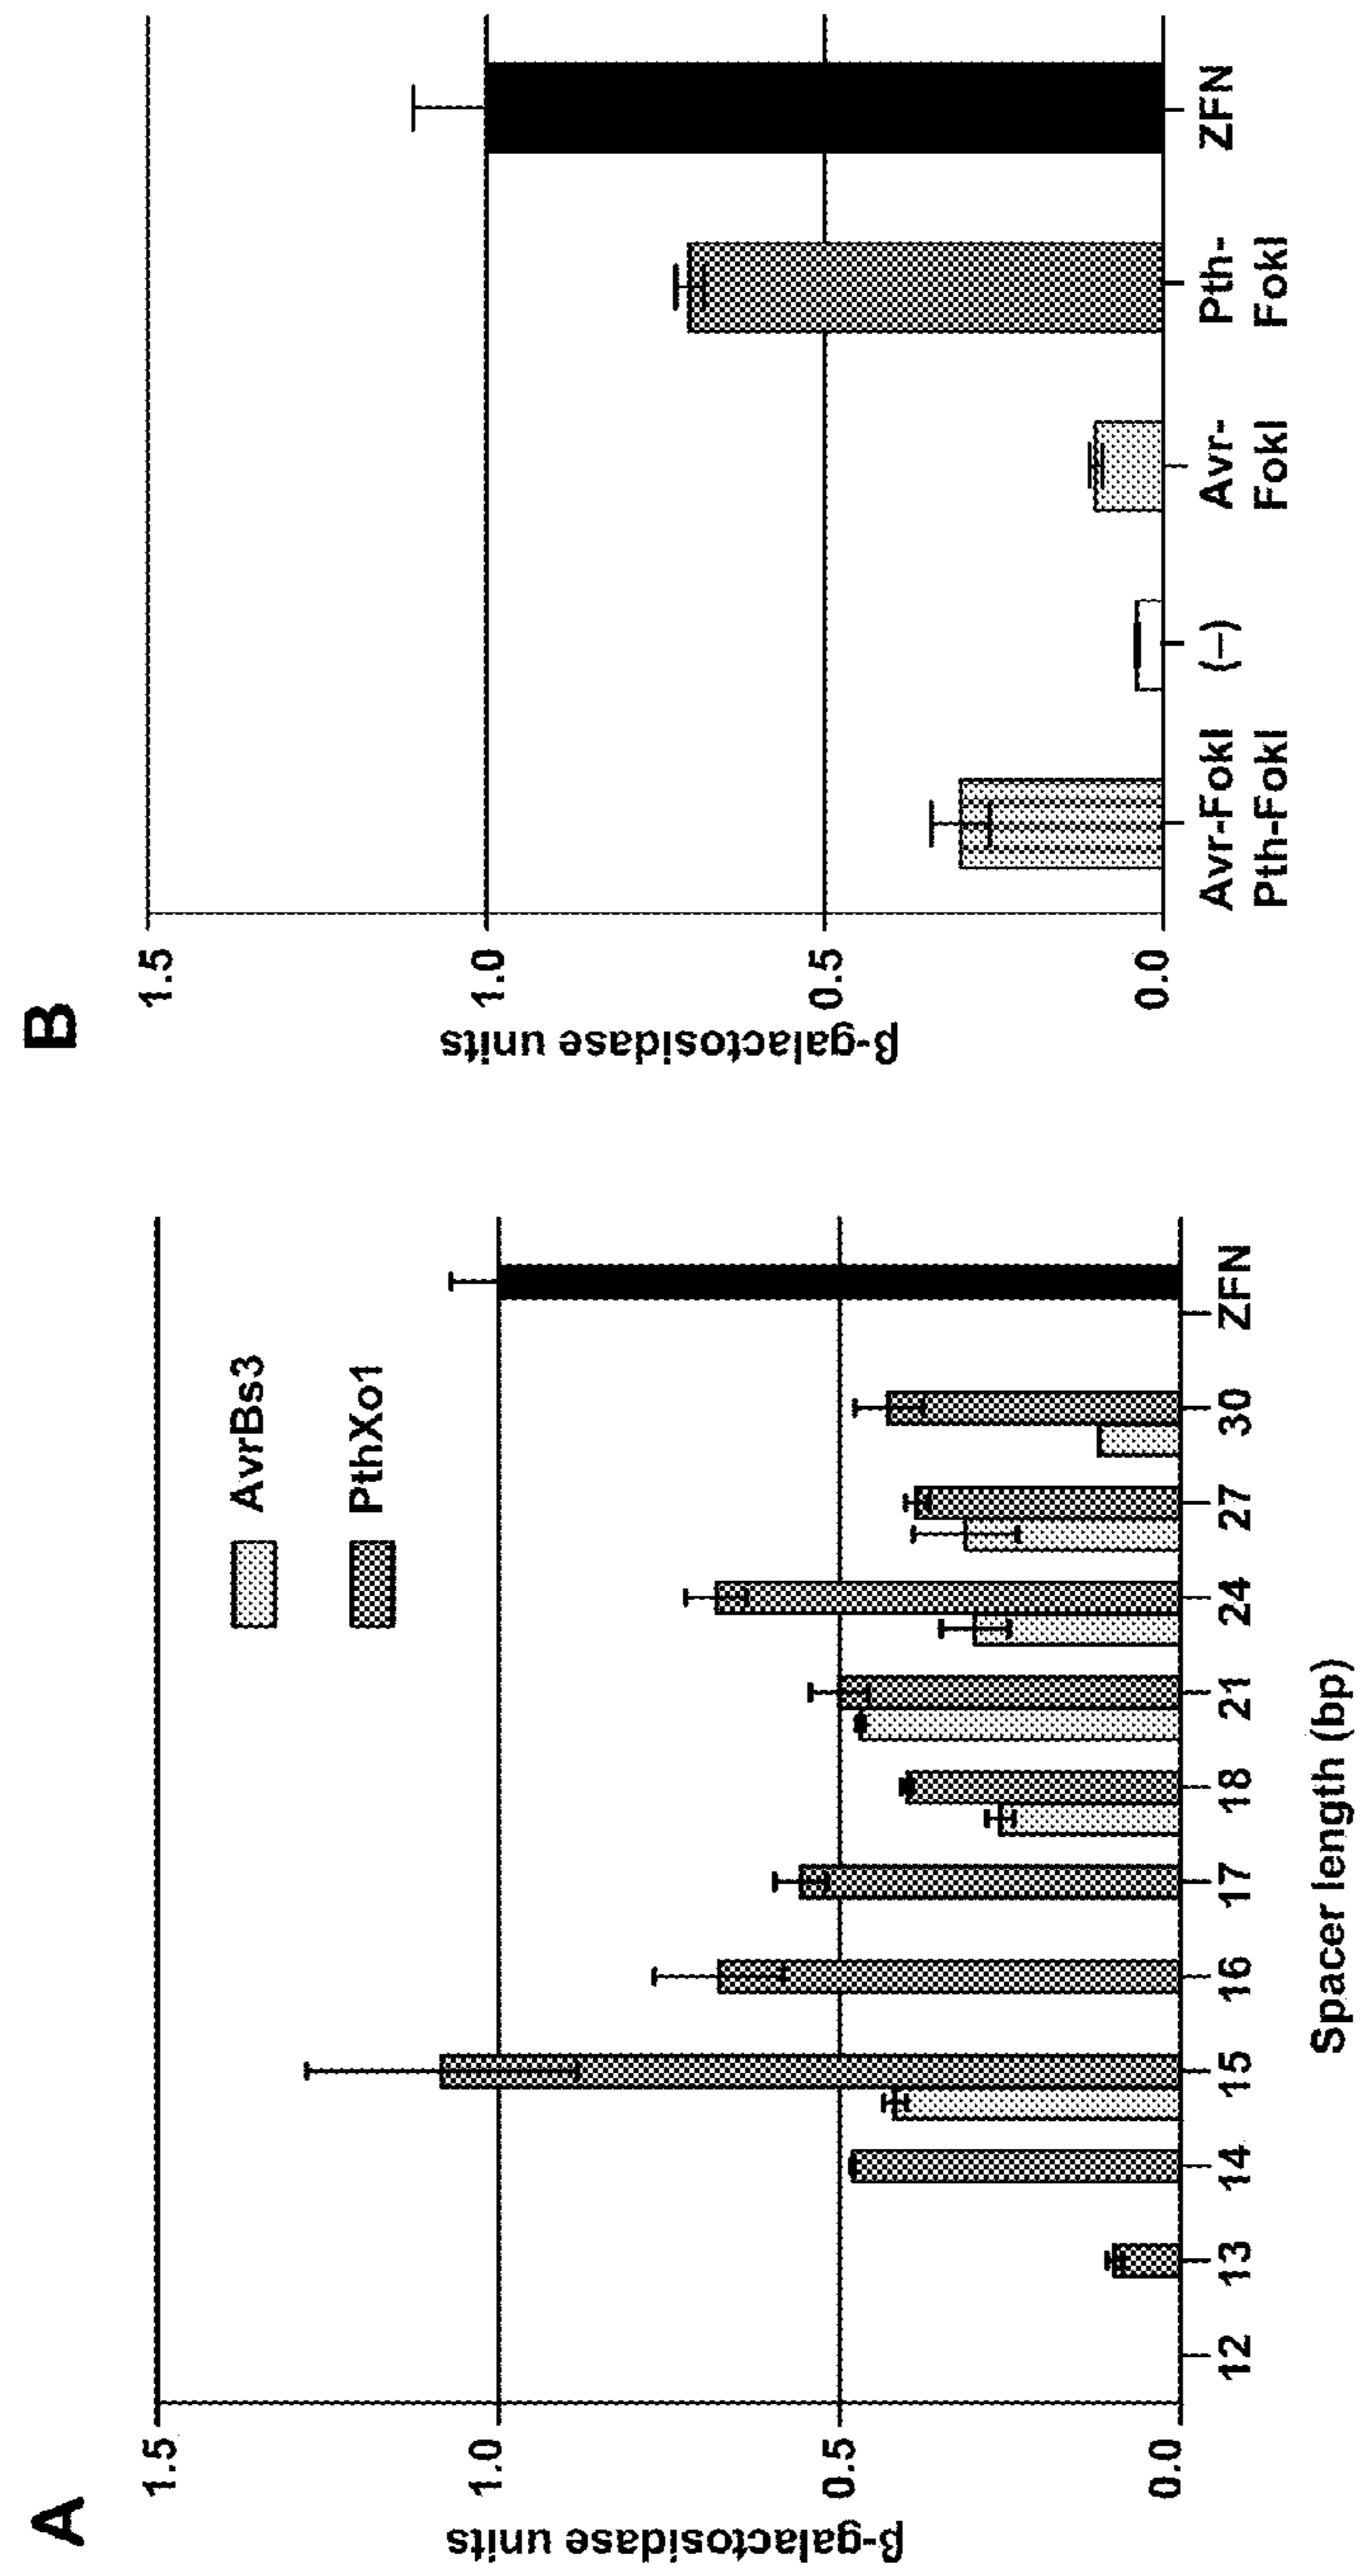 A
β-galactosidase units
1.5
1.0
0.5
0.0
AvrBs3
PthXo1
12 13 14 15 16 17 18 21 24 27 30 ZFN
Spacer length (bp)
B
β-galactosidase units
1.5
1.0
0.5
0.0
Avr-FokI (–) Avr- Pth- ZFN
Pth-FokI FokI FokI